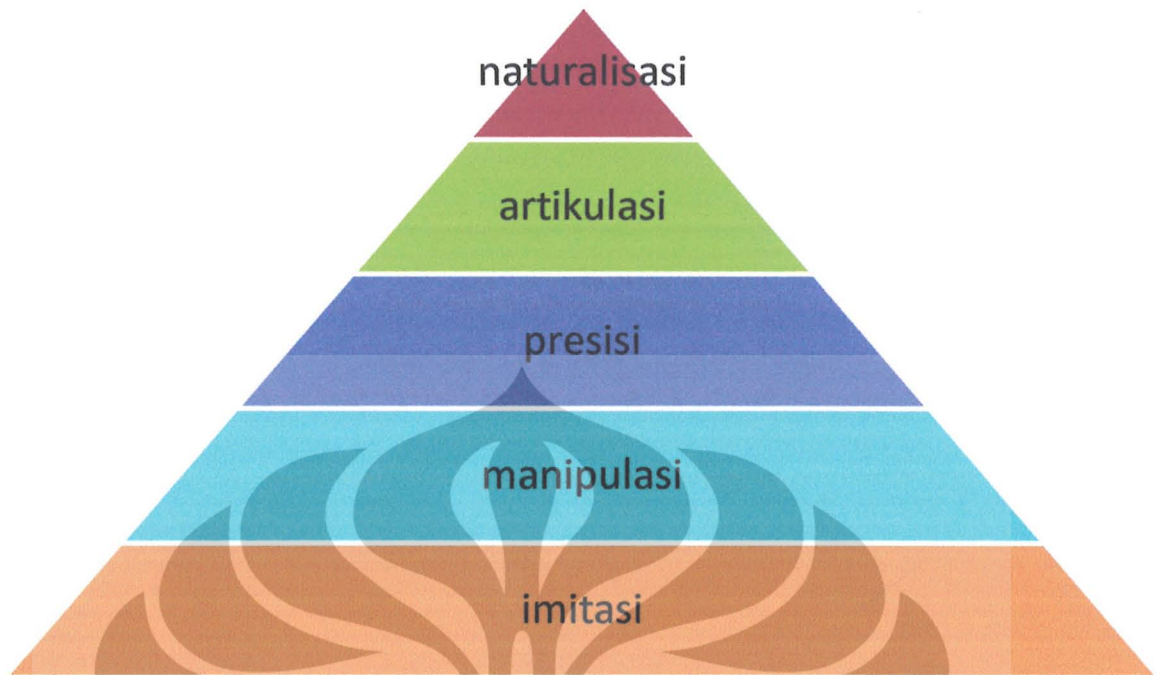 naturalisasi
artikulasi
presisi
manipulasi
imitasi